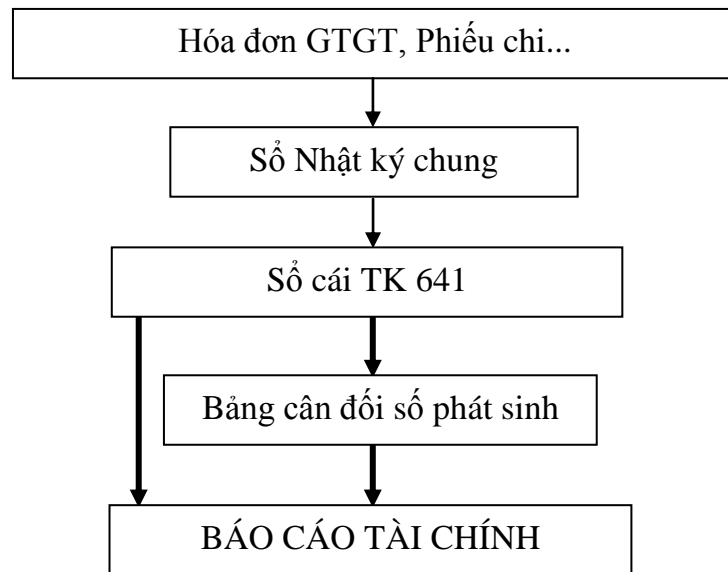 Hóa đơn GTGT, Phiếu chi...
Sổ Nhật ký chung
Sổ cái TK 641
Bảng cân đối số phát sinh
BÁO CÁO TÀI CHÍNH